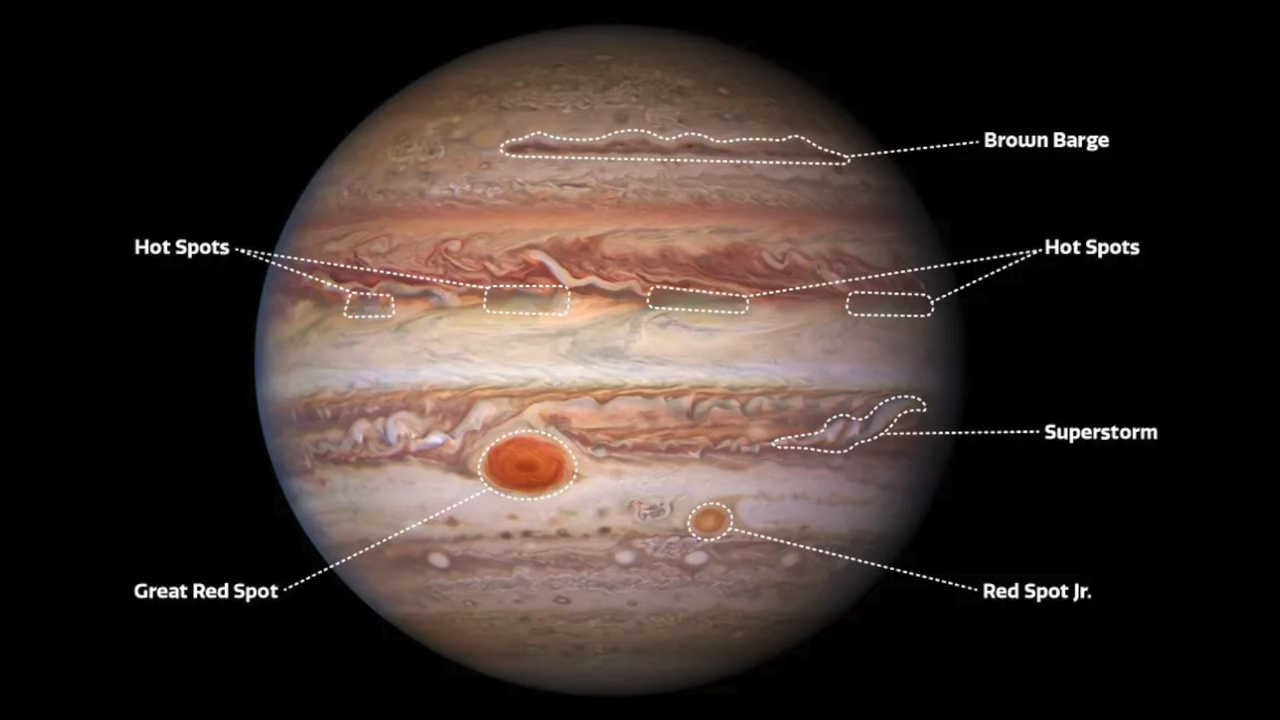 Brown Barge
Hot Spots
Hot Spots
Superstorm
Great Red Spot
Red Spot Jr.